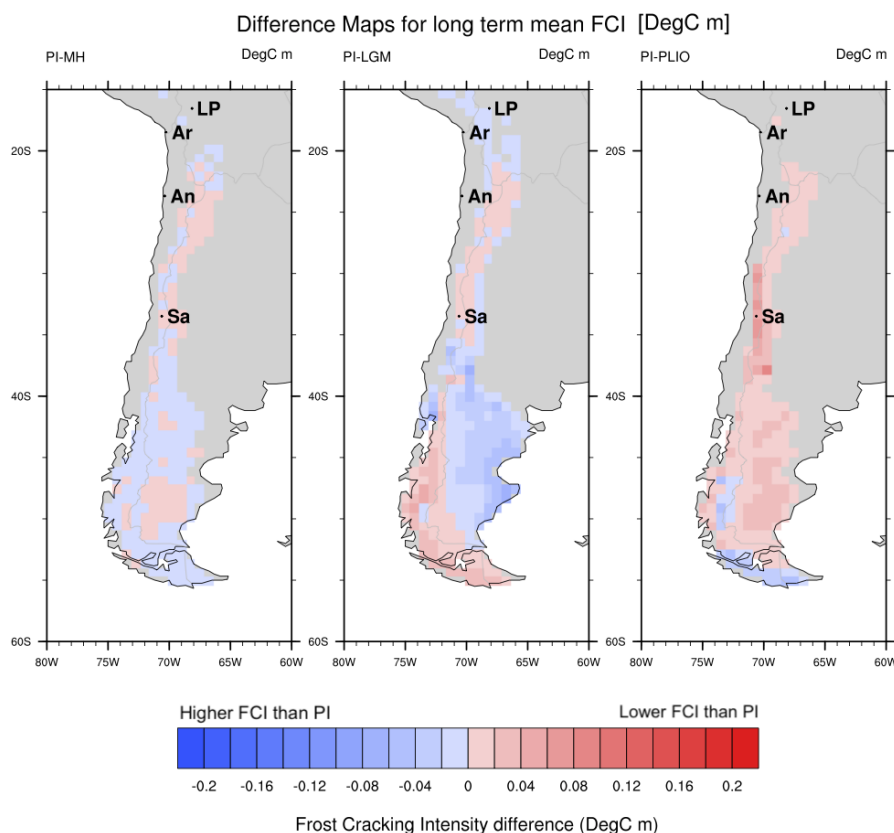 Difference Maps for long term mean FCI [DegC m]
PI-MH DegC m PI-LGM DegC m PI-PLIO DegC m
LP LP LP
20S Ar Ar 20S Ar
An An An
Sa Sa Sa
40S 40S 40S
60S 60S 60S
80W 75W 70W 65W 60W 75W 70W 65W 80W 75W 70W 65W 60W
Higher FCI than PI Lower FCI than PI
-0.2 -0.16 -0.12 -0.08 -0.04 0 0.04 0.08 0.12 0.16 0.2
Frost Cracking Intensity difference (DegC m)